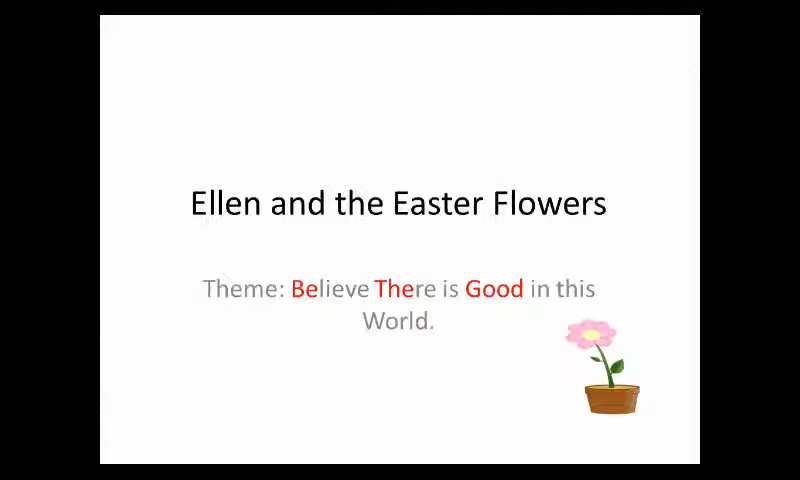 Ellen and the Easter Flowers
Theme: Believe There is Good in this
World.